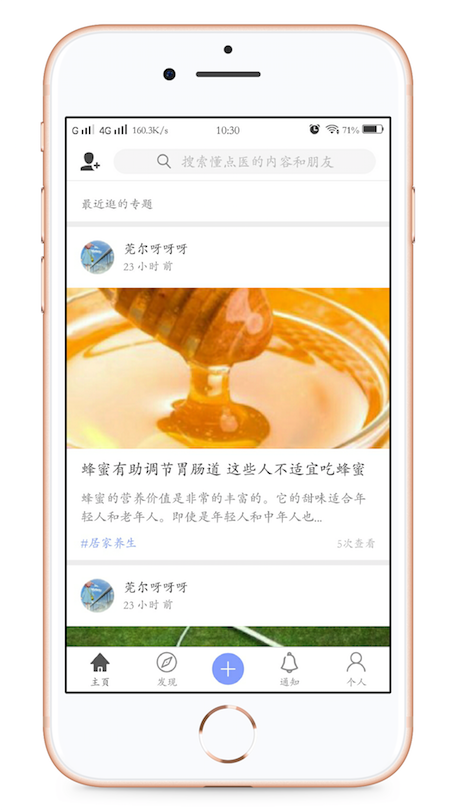 G 4G 160.3K/s 10:30 71%
搜索懂点医的内容和朋友
最近逛的专题
莞尔呀呀呀
23 小时 前
蜂蜜有助调节胃肠道 这些人不适宜吃蜂蜜
蜂蜜的营养价值是非常的丰富的。它的甜味适合年
轻人和老年人。即使是年轻人和中年人也...
#居家养生 5次查看
莞尔呀呀呀
23 小时 前
主頁 发现 通知 个人